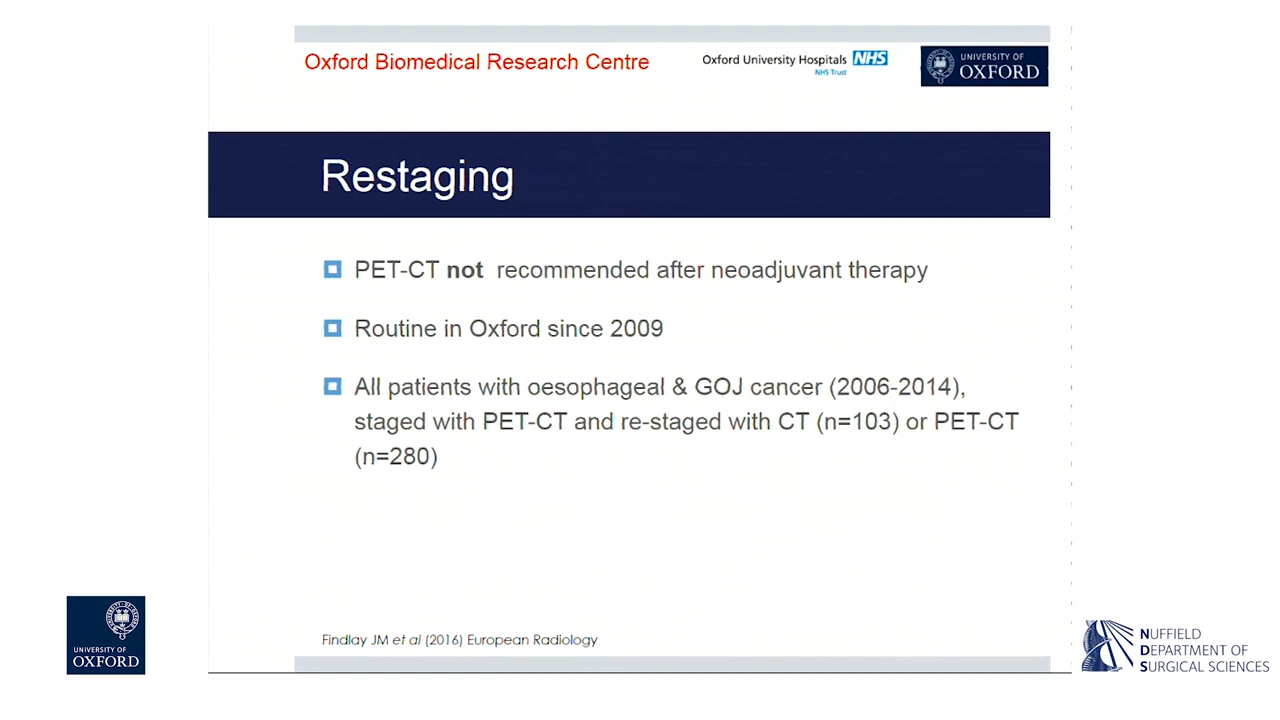 Oxford Biomedical Research Centre
Oxford University Hospitals NHS
NHS Trust
UNIVERSITY OF
OXFORD
Restaging
PET-CT not recommended after neoadjuvant therapy
Routine in Oxford since 2009
All patients with oesophageal & GOJ cancer (2006-2014),
staged with PET-CT and re-staged with CT (n=103) or PET-CT
(n=280)
Findlay JM et al (2016) European Radiology
UNIVERSITY OF
OXFORD
NUFFIELD
DEPARTMENT OF
SURGICAL SCIENCES